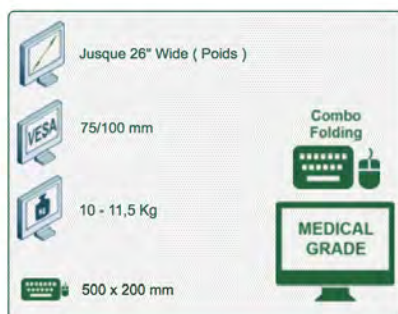 Jusque 26" Wide ( Poids )
VESA
75/100 mm
KG
10 - 11,5 Kg
500 x 200 mm
Combo
Folding
MEDICAL
GRADE